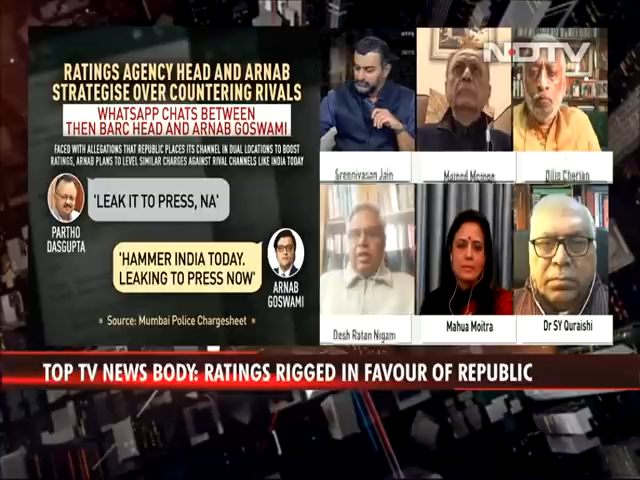 NDTV
RATINGS AGENCY HEAD AND ARNAB
STRATEGISE OVER COUNTERING RIVALS
WHATSAPP CHATS BETWEEN
THEN BARC HEAD AND ARNAB GOSWAMI
FACED WITH ALLEGATIONS THAT REPUBLIC PLACES ITS CHANNEL IN DUAL LOCATIONS TO BOOST
RATINGS, ARNAB PLANS TO LEVEL SIMILAR CHARGES AGAINST RIVAL CHANNELS LIKE INDIA TODAY
'LEAK IT TO PRESS, NA'
PARTHO
DASGUPTA
'HAMMER INDIA TODAY.
LEAKING TO PRESS NOW'
ARNAB
GOSWAMI
Source: Mumbai Police Chargesheet
Sreenivasan Jain
Dilip Cherian
Desh Ratan Nigam
Mahua Moitra
Dr SY Quraishi
TOP TV NEWS BODY: RATINGS RIGGED IN FAVOUR OF REPUBLIC